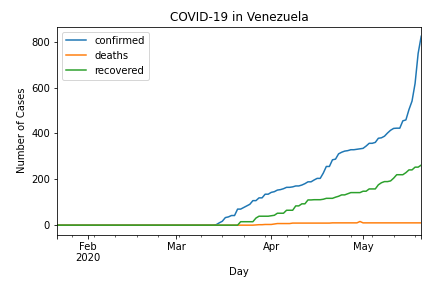 COVID-19 in Venezuela
confirmed
deaths
recovered
Number of Cases
800
600
400
200
0
Feb
2020
Mar
Apr
May
Day